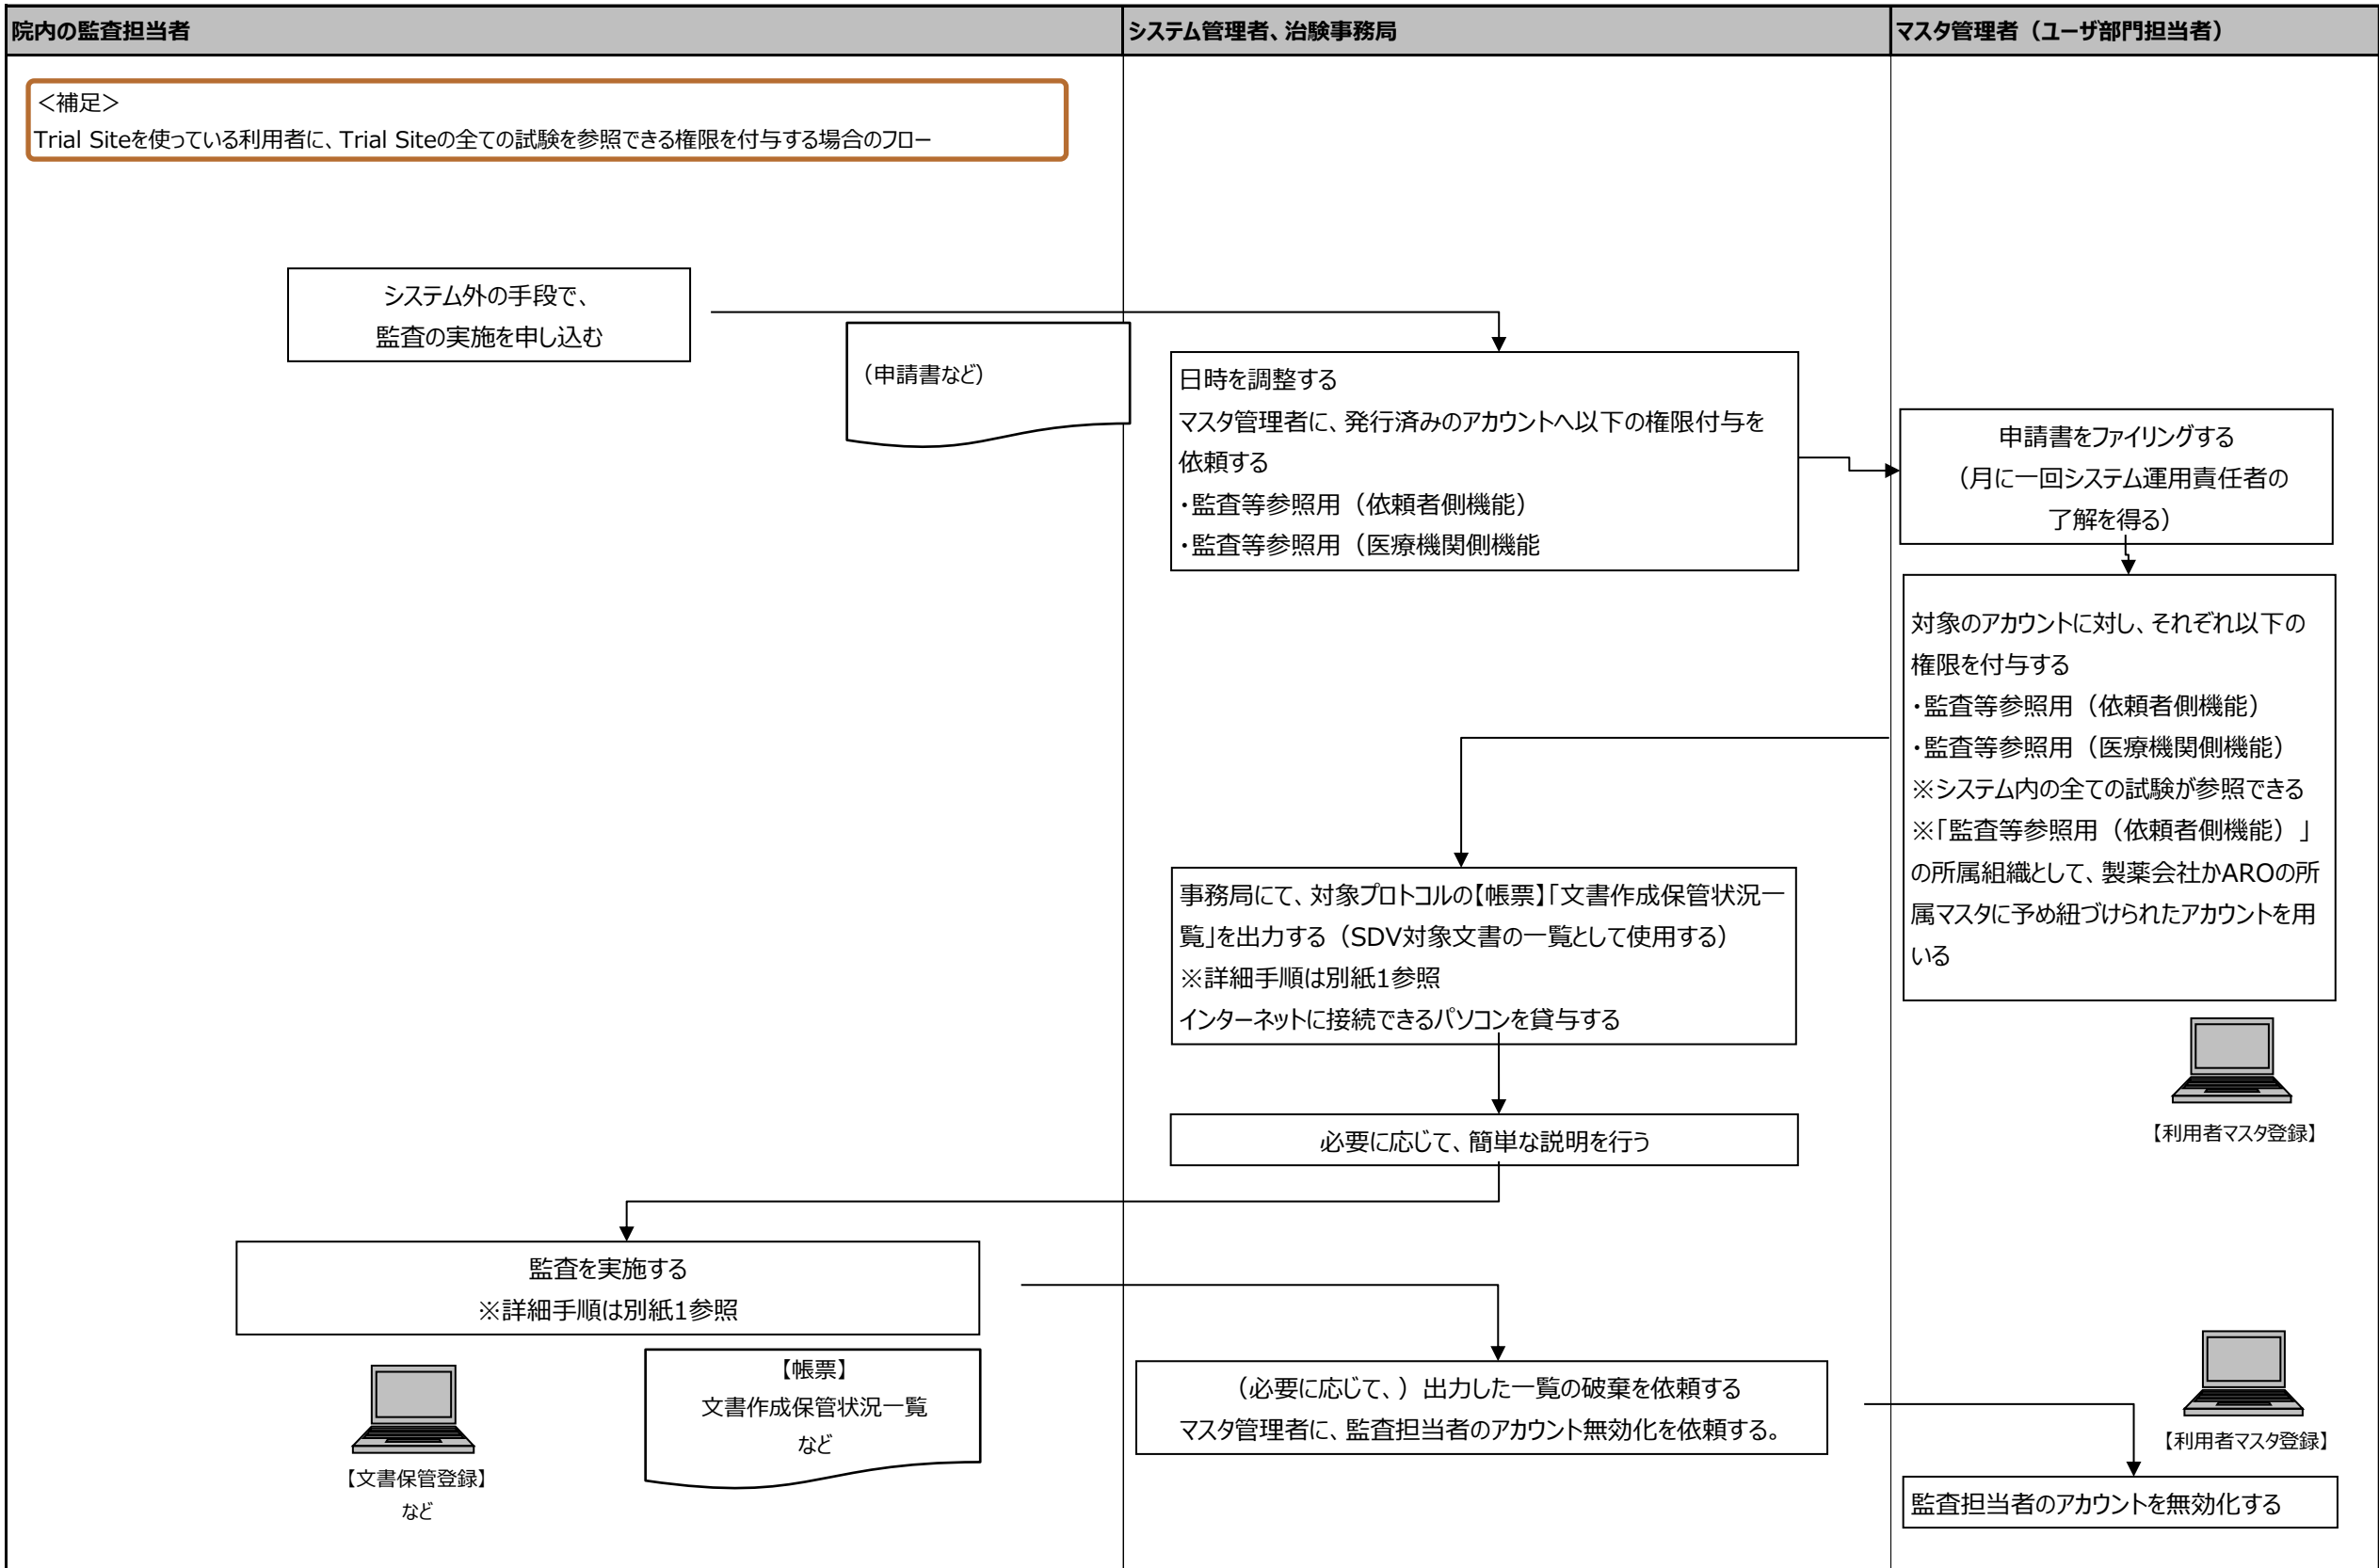 院内の監査担当者
システム管理者、治験事務局
マスタ管理者（ユーザ部門担当者）
＜補足＞
Trial Siteを使っている利用者に、Trial Siteの全ての試験を参照できる権限を付与する場合のフロー
システム外の手段で、
監査の実施を申し込む
（申請書など）
日時を調整する
マスタ管理者に、発行済みのアカウントへ以下の権限付与を
依頼する
・監査等参照用（依頼者側機能）
・監査等参照用（医療機関側機能
申請書をファイリングする
（月に一回システム運用責任者の
了解を得る）
対象のアカウントに対し、それぞれ以下の
権限を付与する
・監査等参照用（依頼者側機能）
・監査等参照用（医療機関側機能）
※システム内の全ての試験が参照できる
※「監査等参照用（依頼者側機能）」
の所属組織として、製薬会社かAROの所
属マスタに予め紐づけられたアカウントを用
いる
【利用者マスタ登録】
事務局にて、対象プロトコルの【帳票】「文書作成保管状況一
覧」を出力する（SDV対象文書の一覧として使用する）
※詳細手順は別紙1参照
インターネットに接続できるパソコンを貸与する
必要に応じて、簡単な説明を行う
監査を実施する
※詳細手順は別紙1参照
【文書保管登録】
など
【帳票】
文書作成保管状況一覧
など
（必要に応じて、）出力した一覧の破棄を依頼する
マスタ管理者に、監査担当者のアカウント無効化を依頼する。
【利用者マスタ登録】
監査担当者のアカウントを無効化する